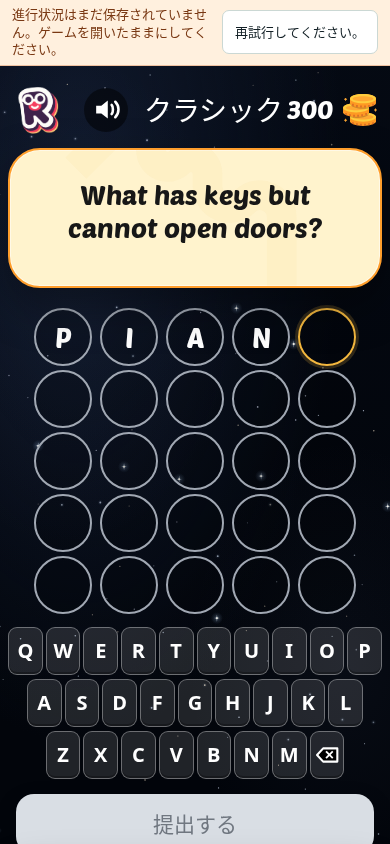 進行状況はまだ保存されていませ
ん。ゲームを開いたままにしてく
ださい。
再試行してください。
R
クラシック 300
What has keys but
cannot open doors?
P I A N
Q W E R T Y U I O P
A S D F G H J K L
Z X C V B N M
提出する